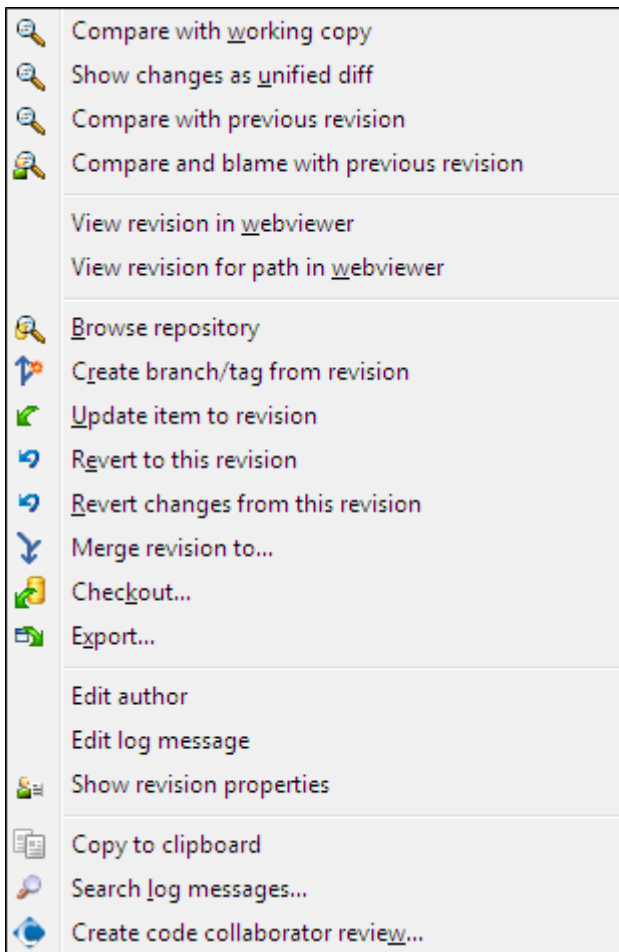 Compare with working copy
Show changes as unified diff
Compare with previous revision
Compare and blame with previous revision
View revision in webviewer
View revision for path in webviewer
Browse repository
Create branch/tag from revision
Update item to revision
Revert to this revision
Revert changes from this revision
Merge revision to...
Checkout...
Export...
Edit author
Edit log message
Show revision properties
Copy to clipboard
Search log messages...
Create code collaborator review...